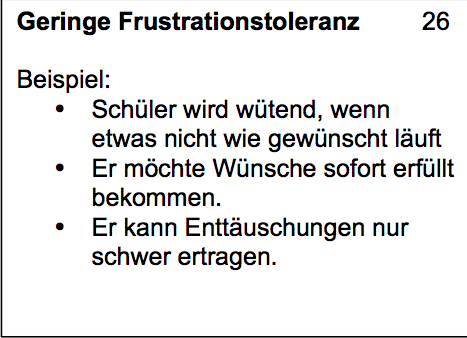 Geringe Frustrationstoleranz 26
Beispiel:
• Schüler wird wütend, wenn
etwas nicht wie gewünscht läuft
• Er möchte Wünsche sofort erfüllt
bekommen.
• Er kann Enttäuschungen nur
schwer ertragen.